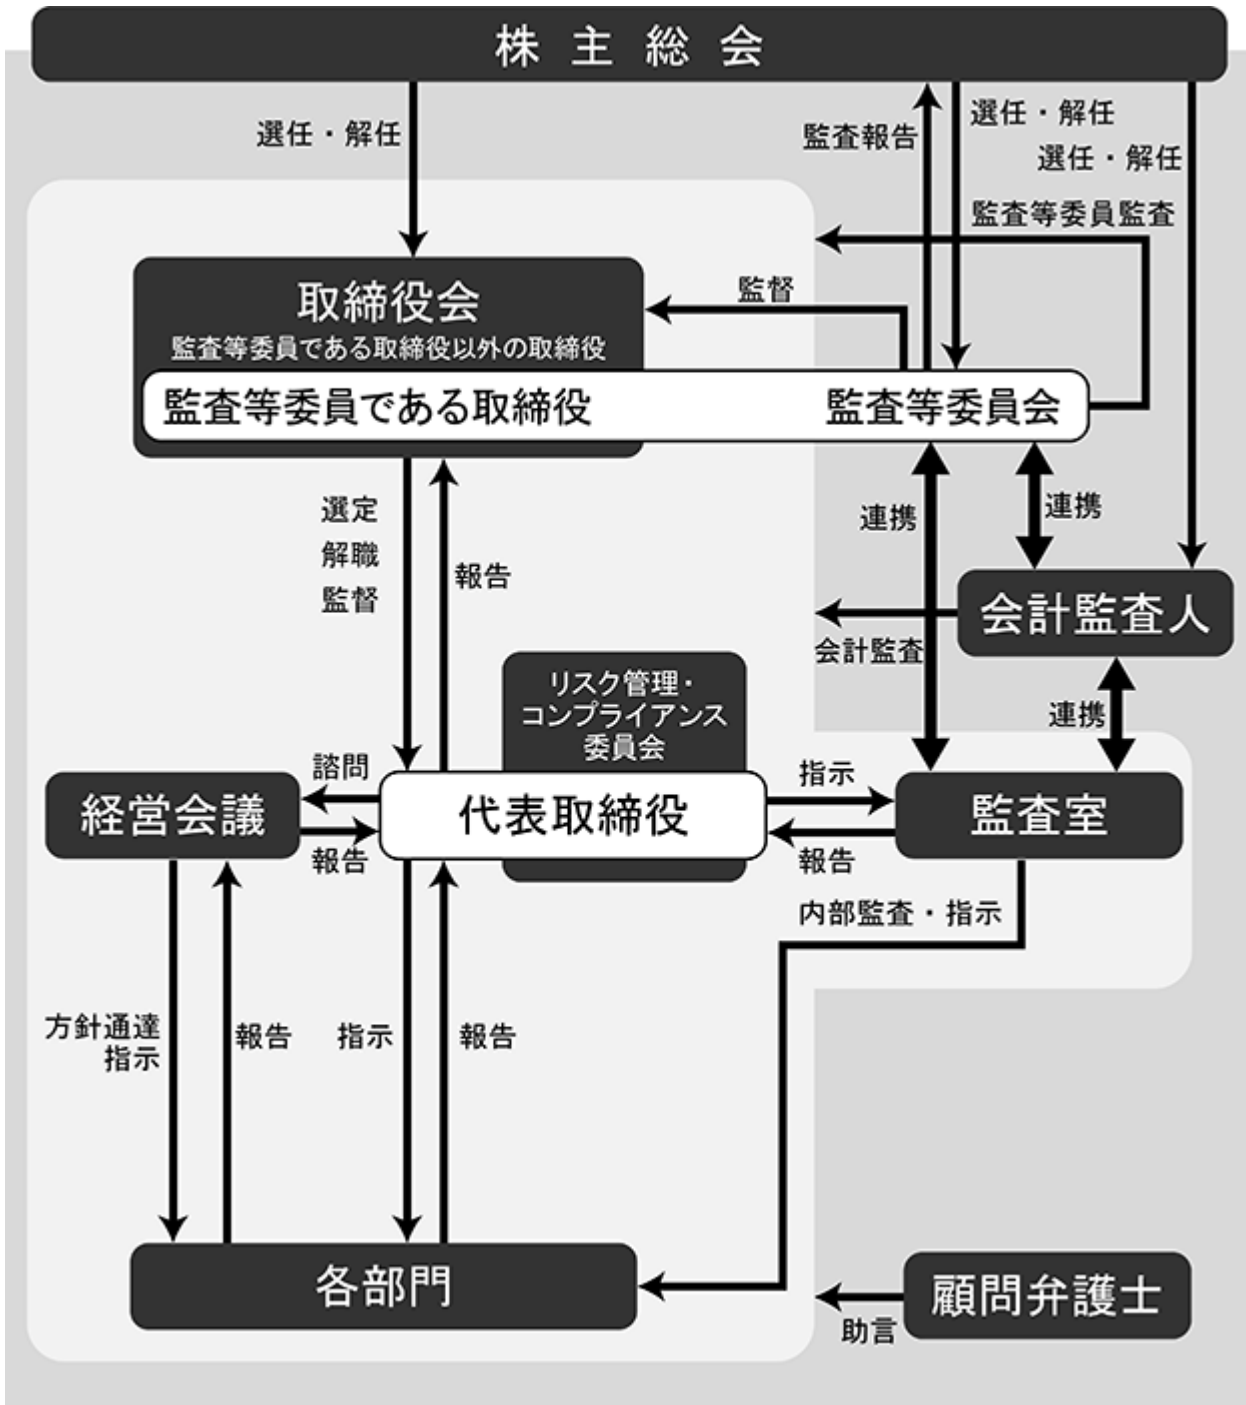 株主総会
選任・解任
監査報告
選任・解任
選任・解任
監査等委員監査
監督
取締役会
監査等委員である取締役以外の取締役
監査等委員である取締役
監査等委員会
選定
解職
監督
報告
連携
連携
会計監査人
会計監査
連携
リスク管理・
コンプライアンス
委員会
諮問
指示
経営会議
代表取締役
監査室
報告
報告
内部監査・指示
方針通達
指示
報告
指示
報告
各部門
顧問弁護士
助言